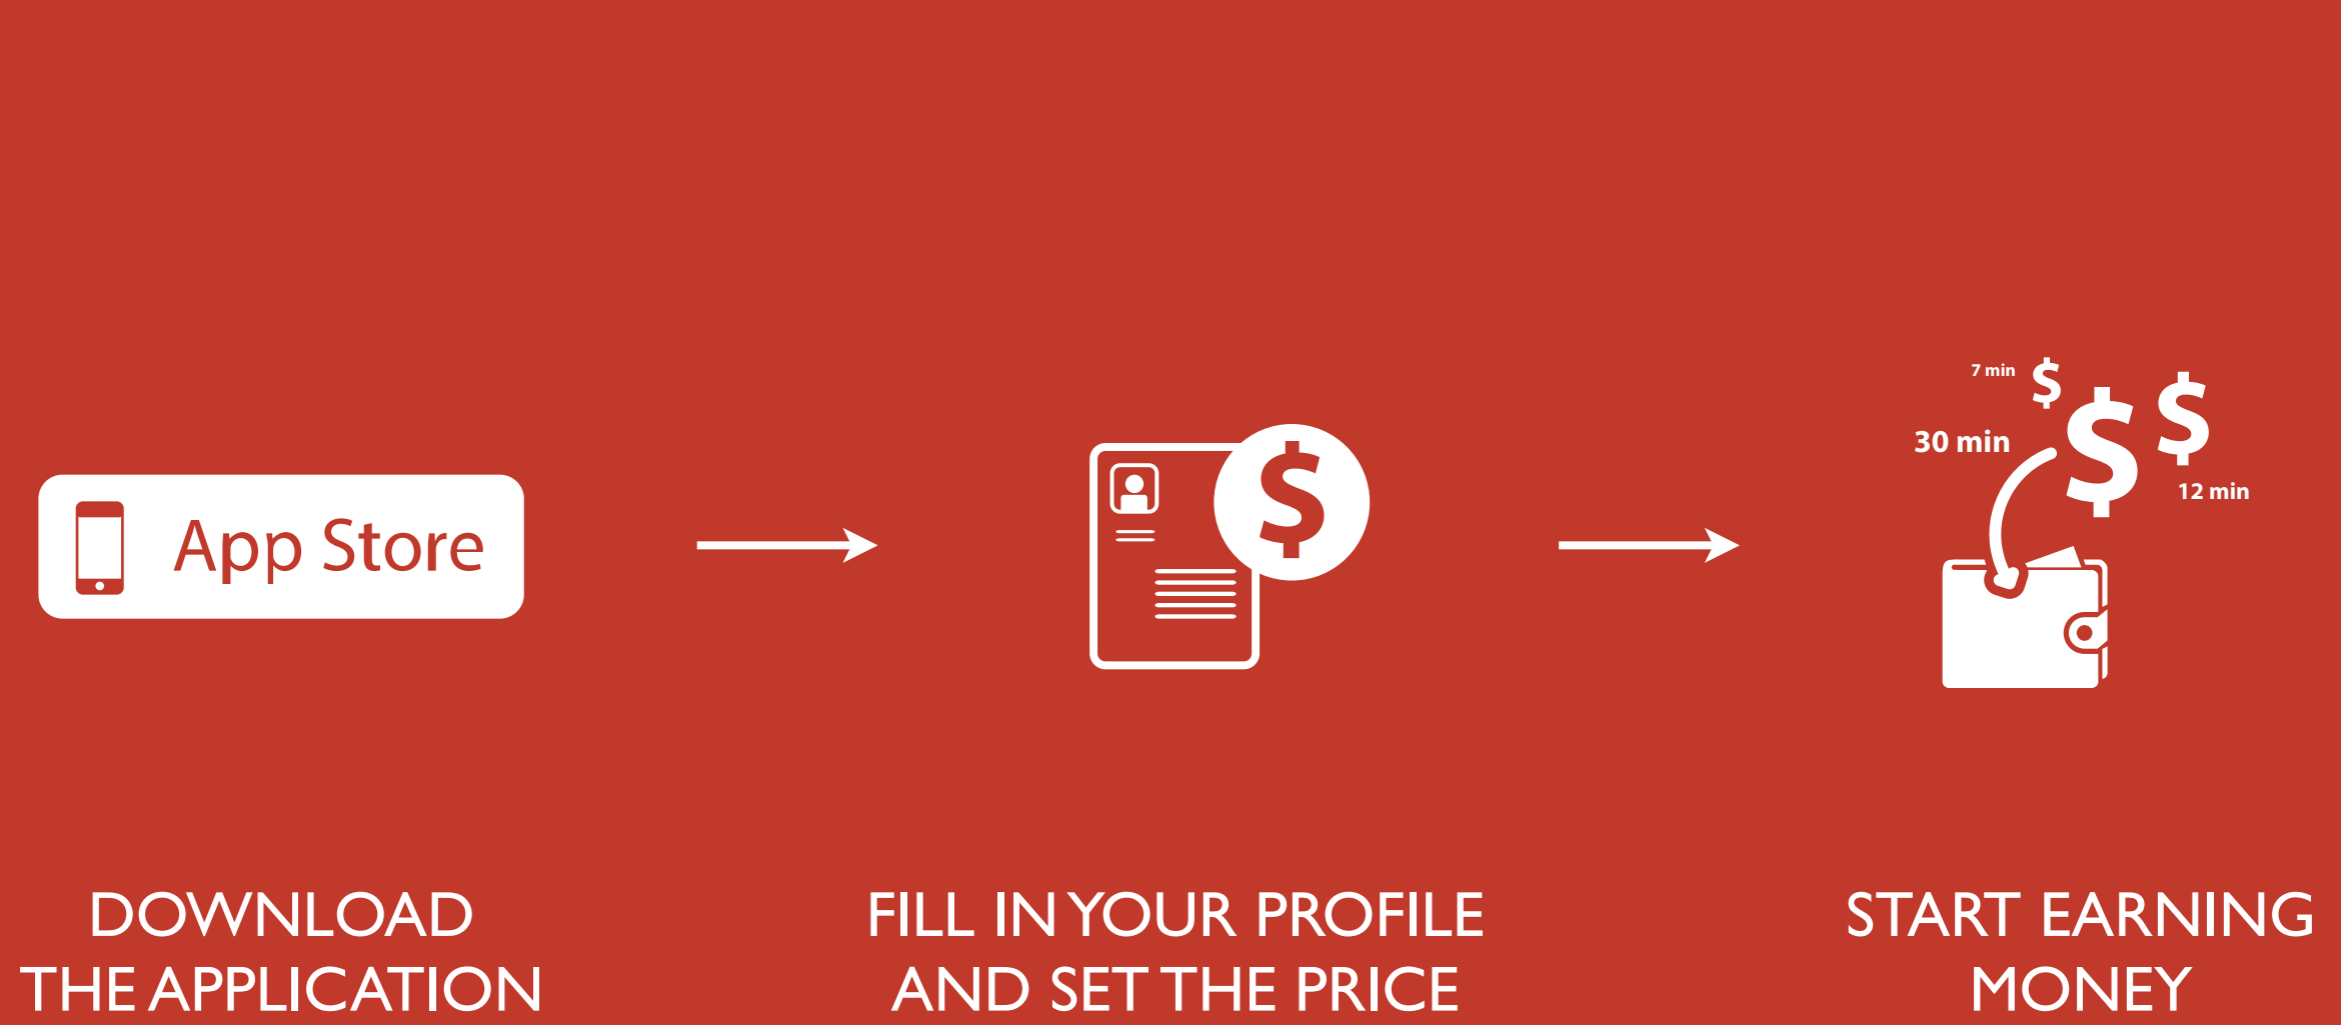 7 min $
$
$
30 min
12 min
$
App Store
DOWNLOAD
THE APPLICATION
FILL IN YOUR PROFILE
AND SET THE PRICE
START EARNING
MONEY